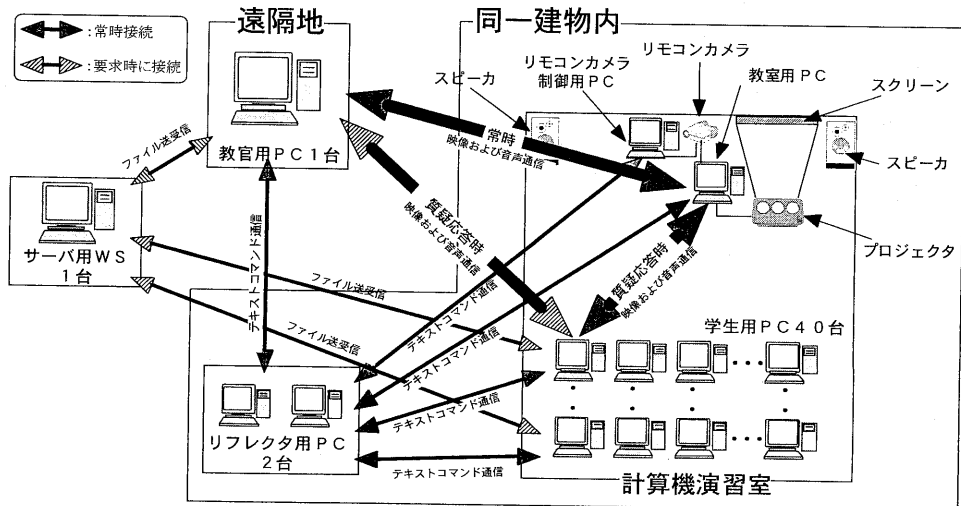 :常時接続
:要求時に接続
遠隔地
同一建物内
教官用PC1台
ファイル送受信
サーバ用WS
1台
テキストコマンド通信
リフレクタ用PC
2台
スピーカ
リモコンカメラ
制御用PC
リモコンカメラ
教室用PC
スクリーン
スピーカ
プロジェクタ
常時
映像および音声通信
質疑応答時
映像および音声通信
質疑応答時
映像および音声通信
ファイル送受信
ファイル送受信
テキストコマンド通信
テキストコマンド通信
テキストコマンド通信
テキストコマンド通信
学生用PC40台
計算機演習室